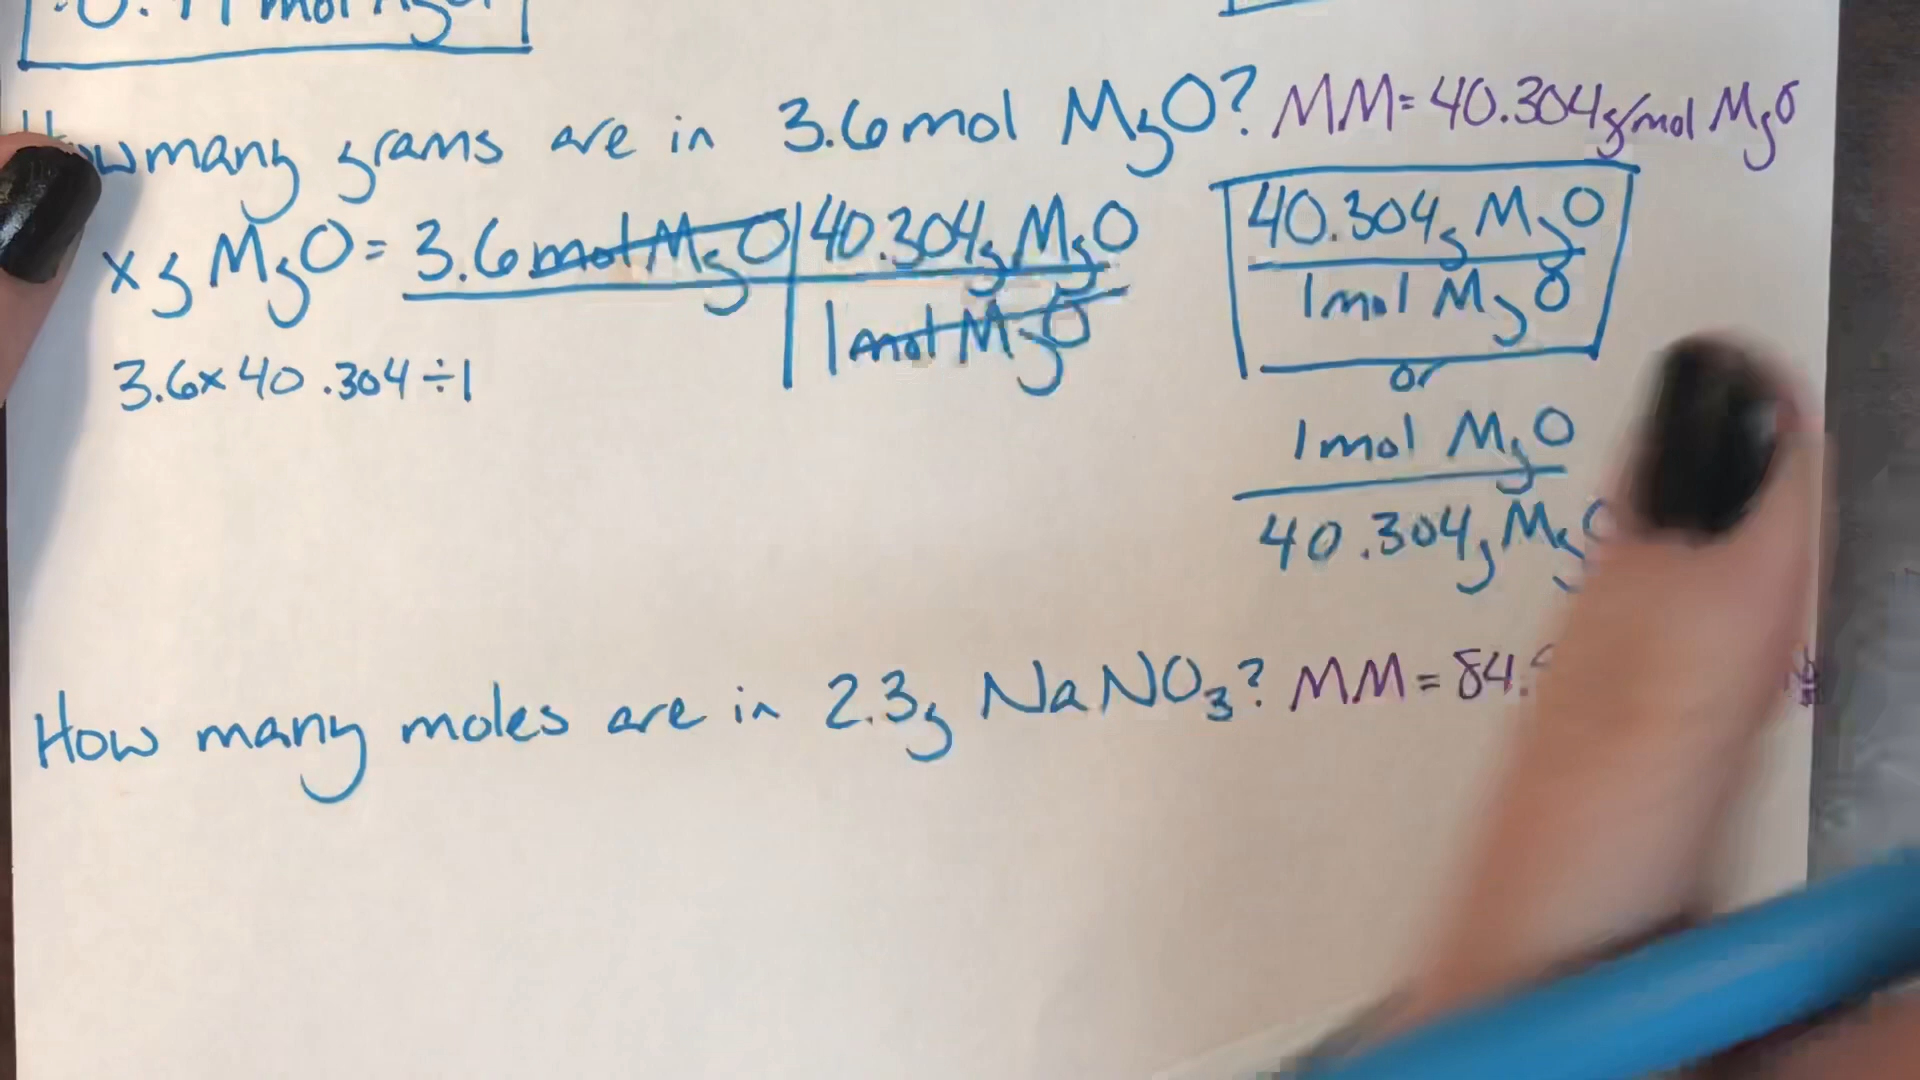 How many grams are in 3.6 mol MgO? MM = 40.304 g/mol MgO
x g MgO = 3.6 mol MgO | 40.304 g MgO
1 mol MgO
3.6 x 40.304 ÷ 1
40.304 g MgO
1 mol MgO
or
1 mol MgO
40.304 g MgO
How many moles are in 2.3 g NaNO₃? MM = 84.